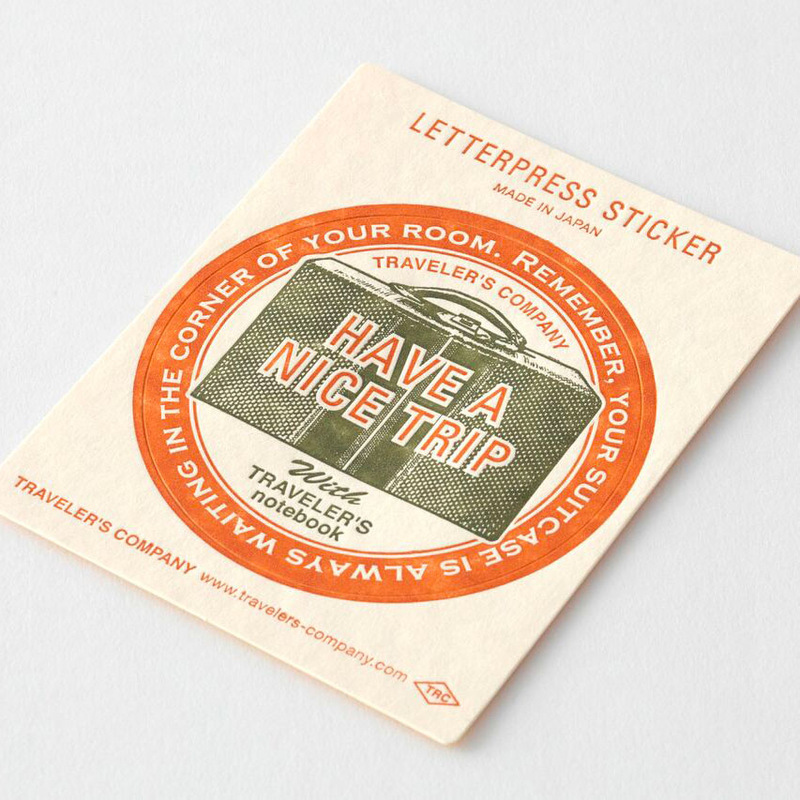 LETTERPRESS STICKER
MADE IN JAPAN
REMEMBER, YOUR SUITCASE IS ALWAYS WAITING IN THE CORNER OF YOUR ROOM.
TRAVELER'S COMPANY
HAVE A
NICE TRIP
With
TRAVELER'S
notebook
TRAVELER'S COMPANY www.travelers-company.com
TRC